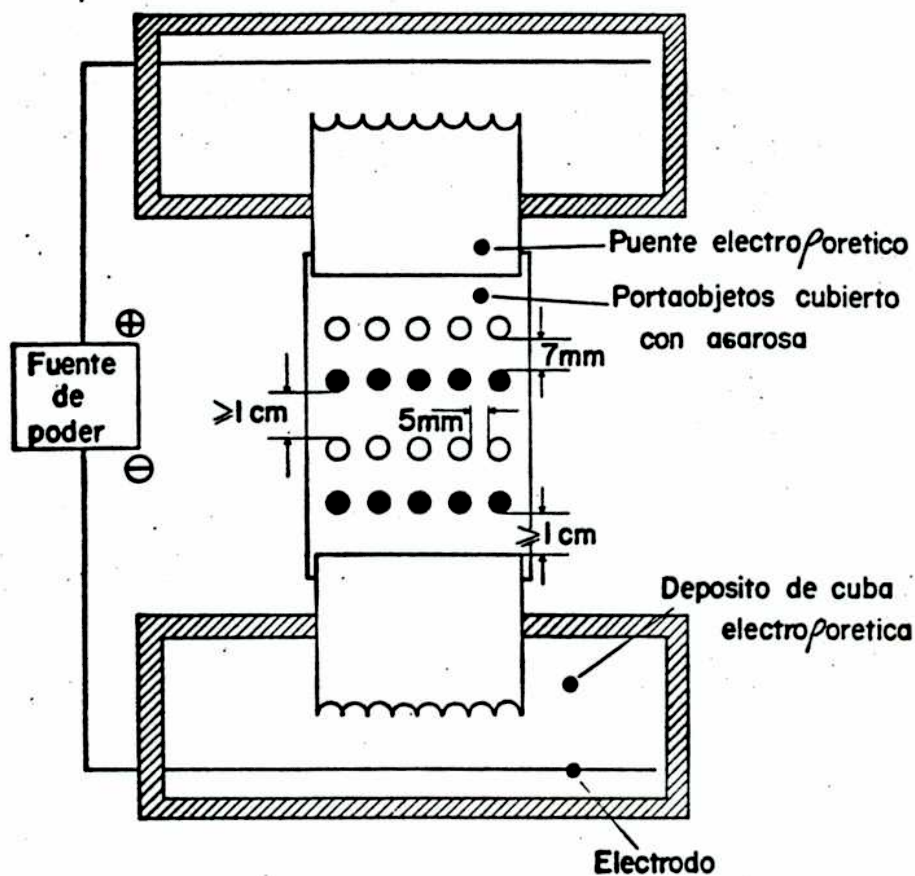 Puente electroforetico
Portaobjetos cubierto
con agarosa
7mm
⊕
Fuente
de
poder
⊖
≥1 cm
5mm
≥1 cm
Deposito de cuba
electroforetica
Electrodo